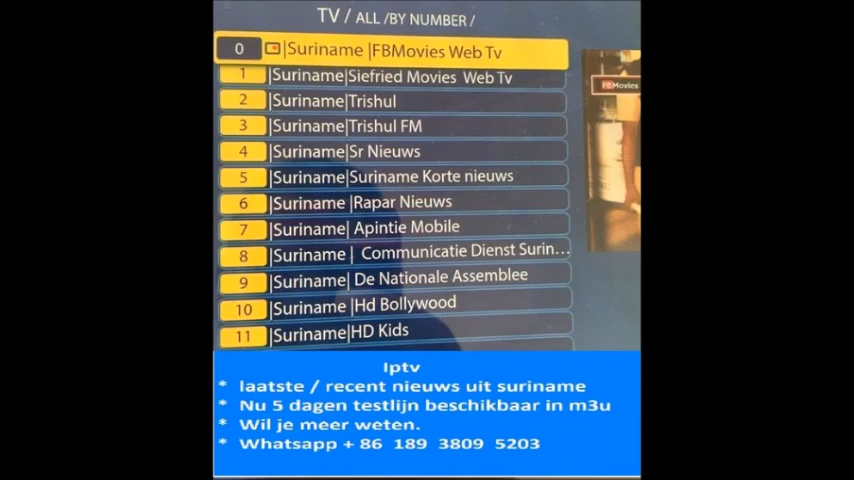 TV / ALL /BY NUMBER /
0 |Suriname |FBMovies Web Tv
1 |Suriname|Siefried Movies Web Tv
2 |Suriname|Trishul
3 |Suriname|Trishul FM
4 |Suriname|Sr Nieuws
5 |Suriname|Suriname Korte nieuws
6 |Suriname |Rapar Nieuws
7 |Suriname| Apintie Mobile
8 |Suriname | Communicatie Dienst Surin...
9 |Suriname | De Nationale Assemblee
10 |Suriname |Hd Bollywood
11 |Suriname|HD Kids
FBMovies
Iptv
* laatste / recent nieuws uit suriname
* Nu 5 dagen testlijn beschikbaar in m3u
* Wil je meer weten.
* Whatsapp + 86 189 3809 5203